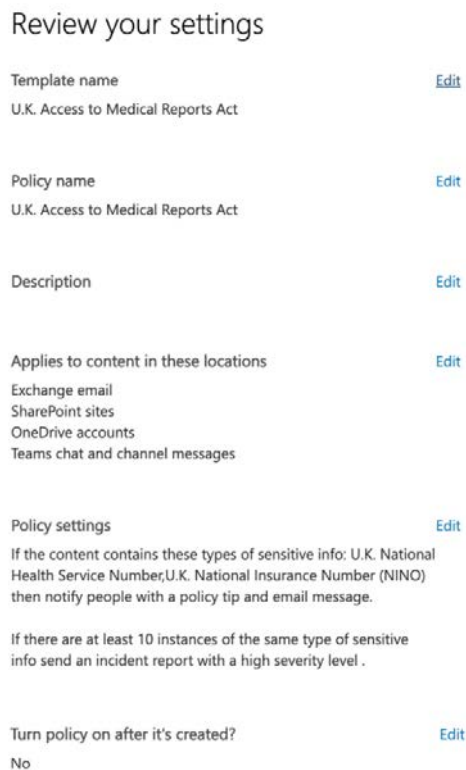 Review your settings
Template name Edit
U.K. Access to Medical Reports Act
Policy name Edit
U.K. Access to Medical Reports Act
Description Edit
Applies to content in these locations Edit
Exchange email
SharePoint sites
OneDrive accounts
Teams chat and channel messages
Policy settings Edit
If the content contains these types of sensitive info: U.K. National
Health Service Number,U.K. National Insurance Number (NINO)
then notify people with a policy tip and email message.
If there are at least 10 instances of the same type of sensitive
info send an incident report with a high severity level .
Turn policy on after it's created? Edit
No